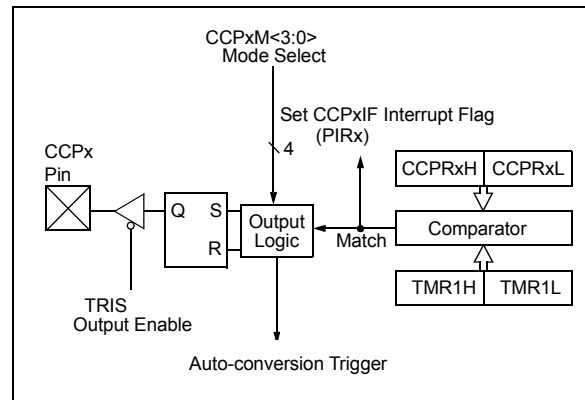 CCPxM<3:0>
Mode Select
Set CCPxIF Interrupt Flag
(PIRx)
4
CCPx
Pin
CCPRxH CCPRxL
Q S
R
Output
Logic
Match
Comparator
TMR1H TMR1L
TRIS
Output Enable
Auto-conversion Trigger